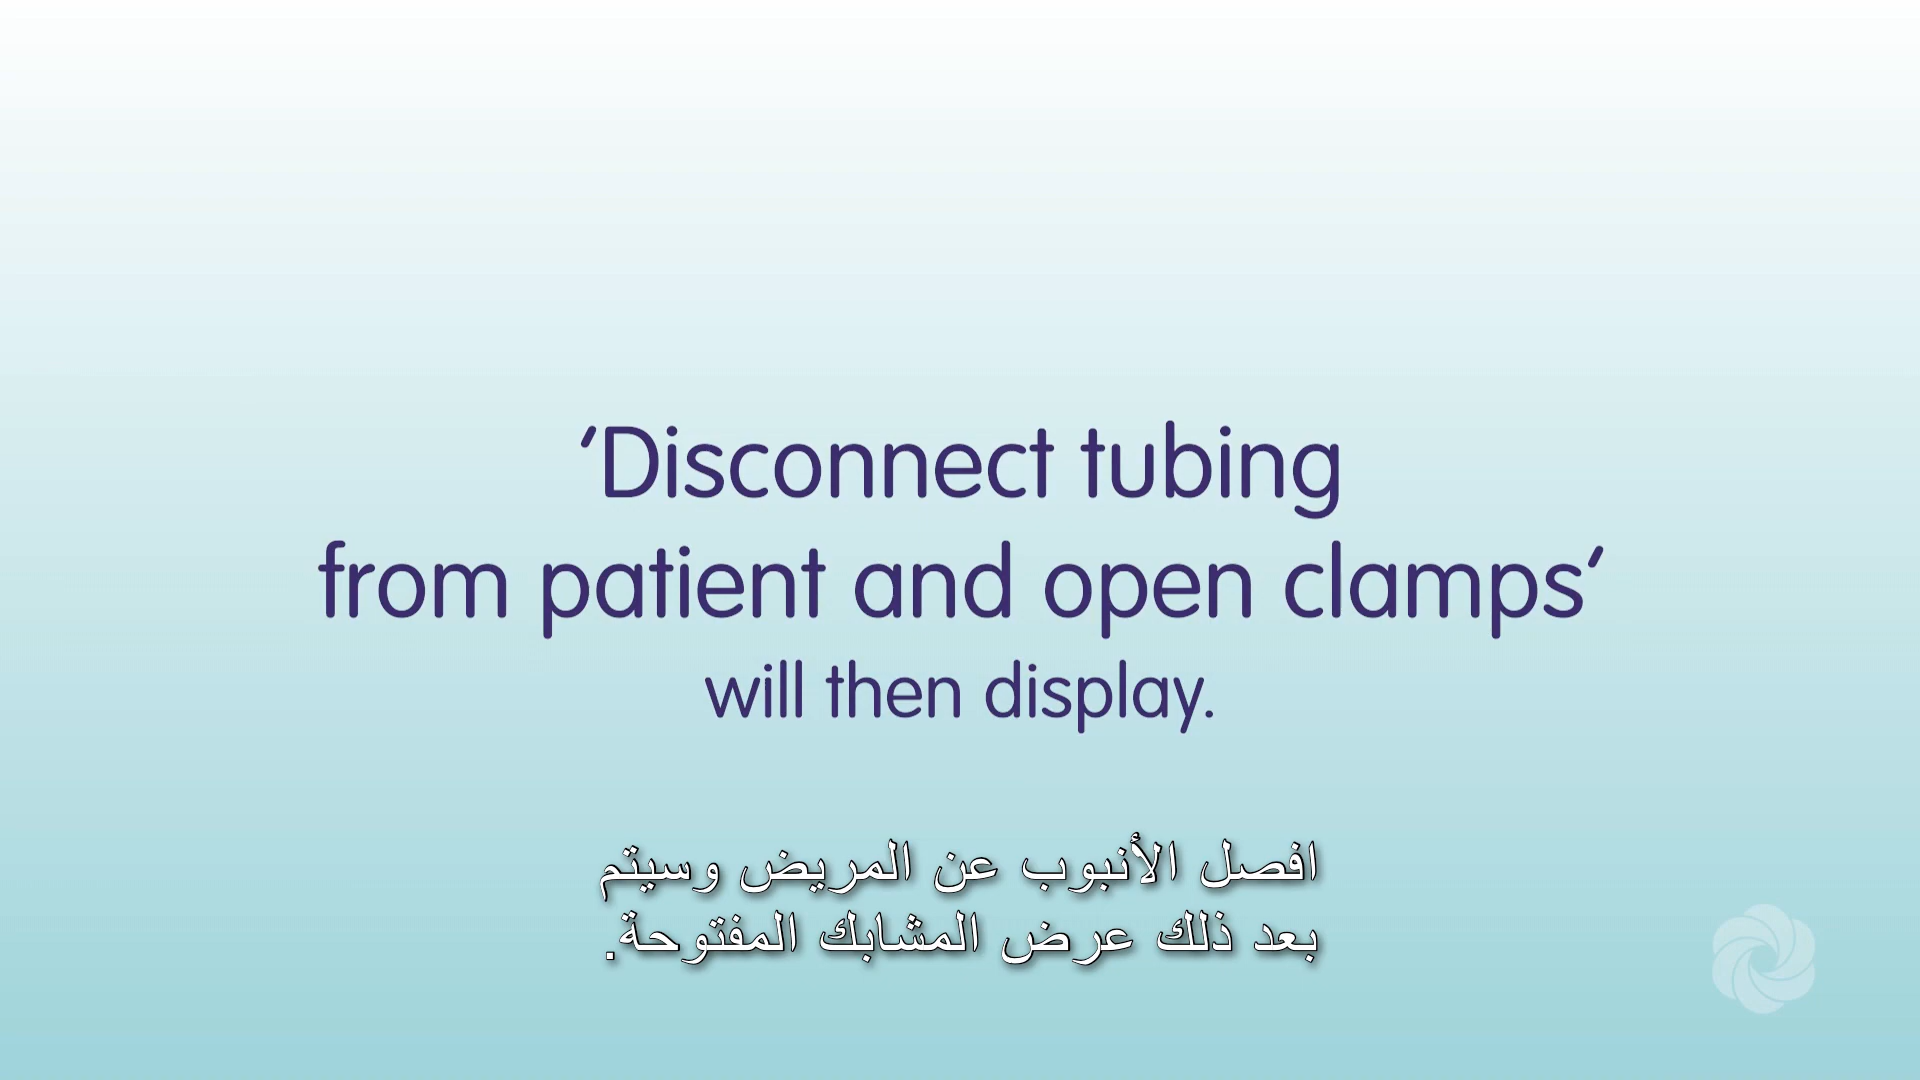 ‘Disconnect tubing
from patient and open clamps’
will then display.
افصل الأنبوب عن المريض وسيتم
بعد ذلك عرض المشابك المفتوحة.